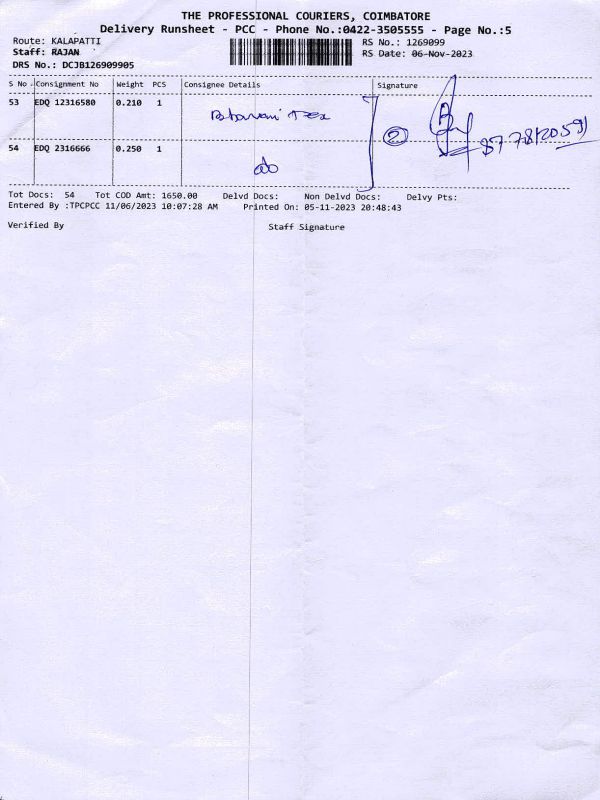 THE PROFESSIONAL COURIERS, COIMBATORE
Delivery Runsheet - PCC - Phone No.:0422-3505555 - Page No.:5
Route: KALAPATTI RS No.: 1269099
Staff: RAJAN RS Date: 06-Nov-2023
DRS No.: DCJB126909905
S No Consignment No Weight PCS Consignee Details Signature
53 EDQ 12316580 0.210 1 Bhavani Tex
2
54 EDQ 2316666 0.250 1 do
Tot Docs: 54 Tot COD Amt: 1650.00 Delvd Docs: Non Delvd Docs: Delvy Pts:
Entered By :TPCPCC 11/06/2023 10:07:28 AM Printed On: 05-11-2023 20:48:43
Verified By Staff Signature